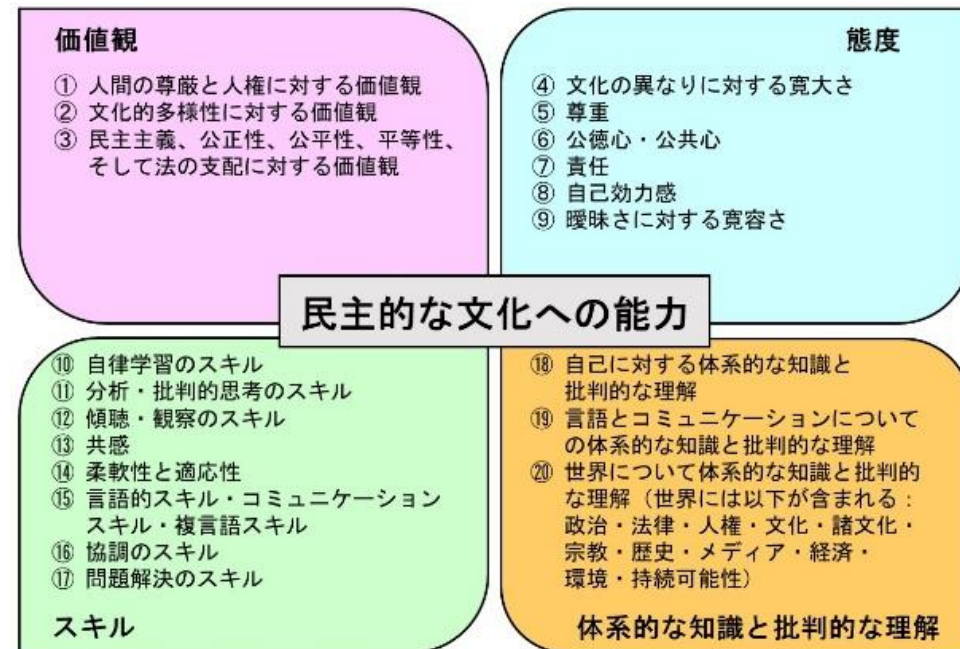 価値観
① 人間の尊厳と人権に対する価値観
② 文化的多様性に対する価値観
③ 民主主義、公正性、公平性、平等性、
そして法の支配に対する価値観
態度
④ 文化の異なりに対する寛大さ
⑤ 尊重
⑥ 公徳心・公共心
⑦ 責任
⑧ 自己効力感
⑨ 曖昧さに対する寛容さ
民主的な文化への能力
⑩ 自律学習のスキル
⑪ 分析・批判的思考のスキル
⑫ 傾聴・観察のスキル
⑬ 共感
⑭ 柔軟性と適応性
⑮ 言語的スキル・コミュニケーション
スキル・複言語スキル
⑯ 協調のスキル
⑰ 問題解決のスキル
スキル
⑱ 自己に対する体系的な知識と
批判的な理解
⑲ 言語とコミュニケーションについて
の体系的な知識と批判的な理解
⑳ 世界について体系的な知識と批判的
な理解（世界には以下が含まれる：
政治・法律・人権・文化・諸文化・
宗教・歴史・メディア・経済・
環境・持続可能性）
体系的な知識と批判的な理解